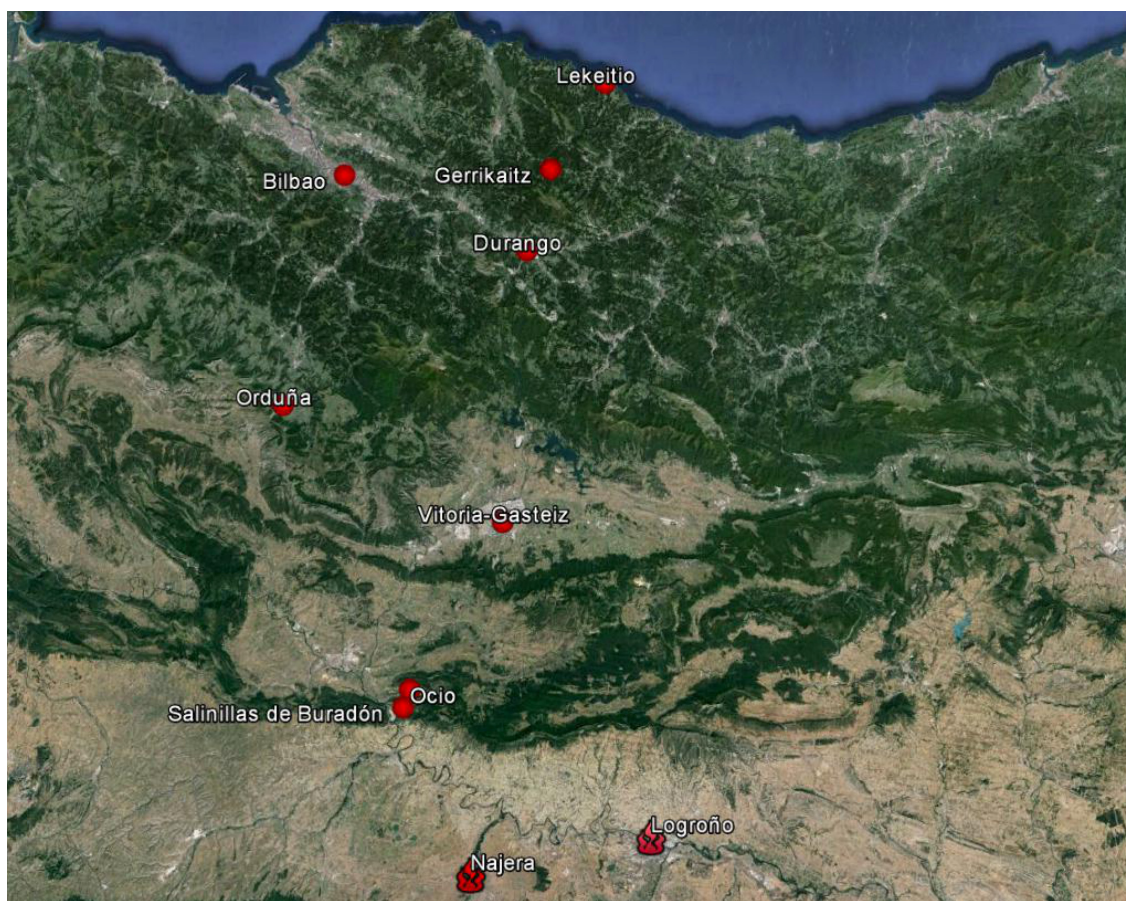 Lekeitio
Bilbao
Gerrikaitz
Durango
Orduña
Vitoria-Gasteiz
Ocio
Salinillas de Buradón
Logroño
Najera